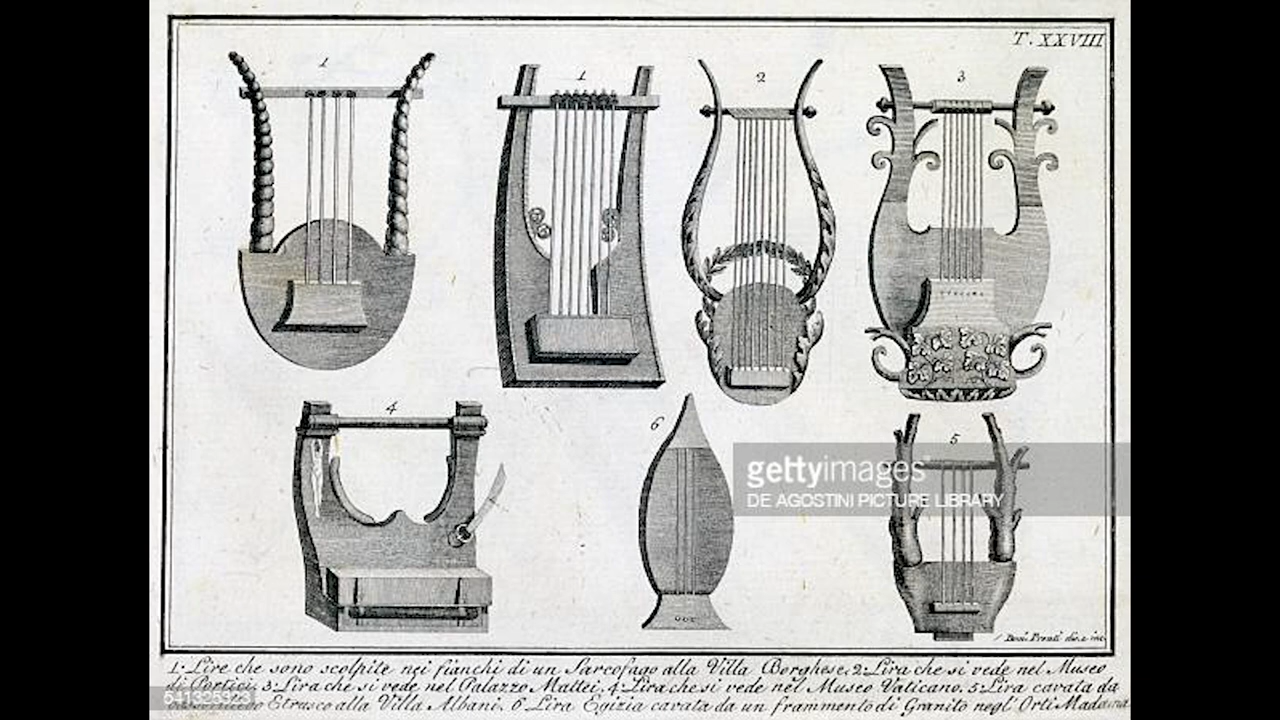 T. XXVIII
1
1
2
3
4
6
5
gettyimages
DE AGOSTINI PICTURE LIBRARY
1. Lire che sono scolpite nei fianchi di un Sarcofago alla Villa Borghese. 2. Lira che si vede nel Museo
di Portici. 3. Lira che si vede nel Palazzo Mattei. 4. Lira che si vede nel Museo Vaticano. 5. Lira cavata da
Etrusco alla Villa Albani. 6 Lira Egizia cavata da un frammento di Granito negl' Orti
541325323